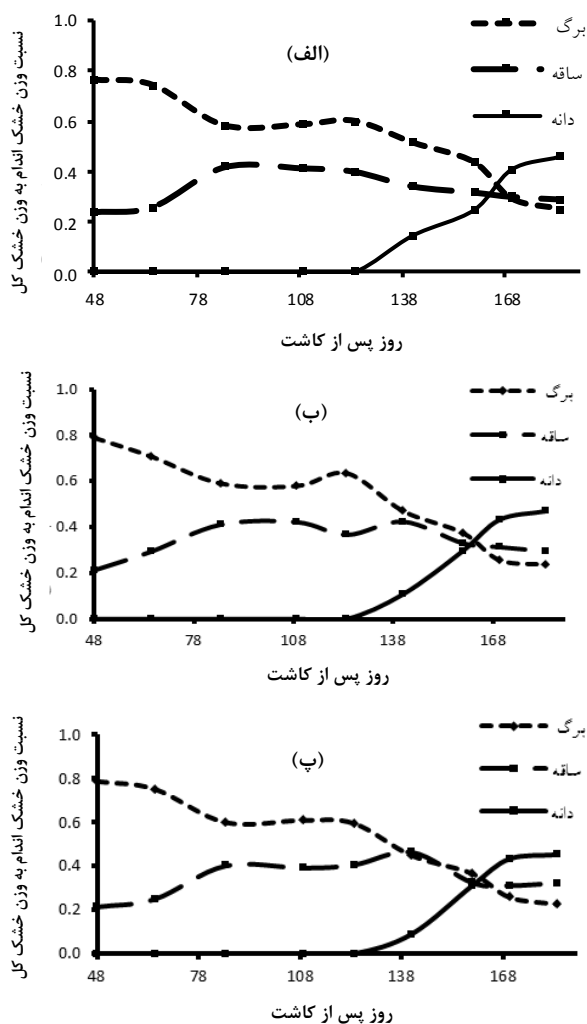 (الف)
برگ
ساقه
دانه
نسبت وزن خشک اندام به وزن خشک کل
1.0
0.8
0.6
0.4
0.2
0.0
48 78 108 138 168
روز پس از کاشت
(ب)
برگ
ساقه
دانه
نسبت وزن خشک اندام به وزن خشک کل
1.0
0.8
0.6
0.4
0.2
0.0
48 78 108 138 168
روز پس از کاشت
(پ)
برگ
ساقه
دانه
نسبت وزن خشک اندام به وزن خشک کل
1.0
0.8
0.6
0.4
0.2
0.0
48 78 108 138 168
روز پس از کاشت